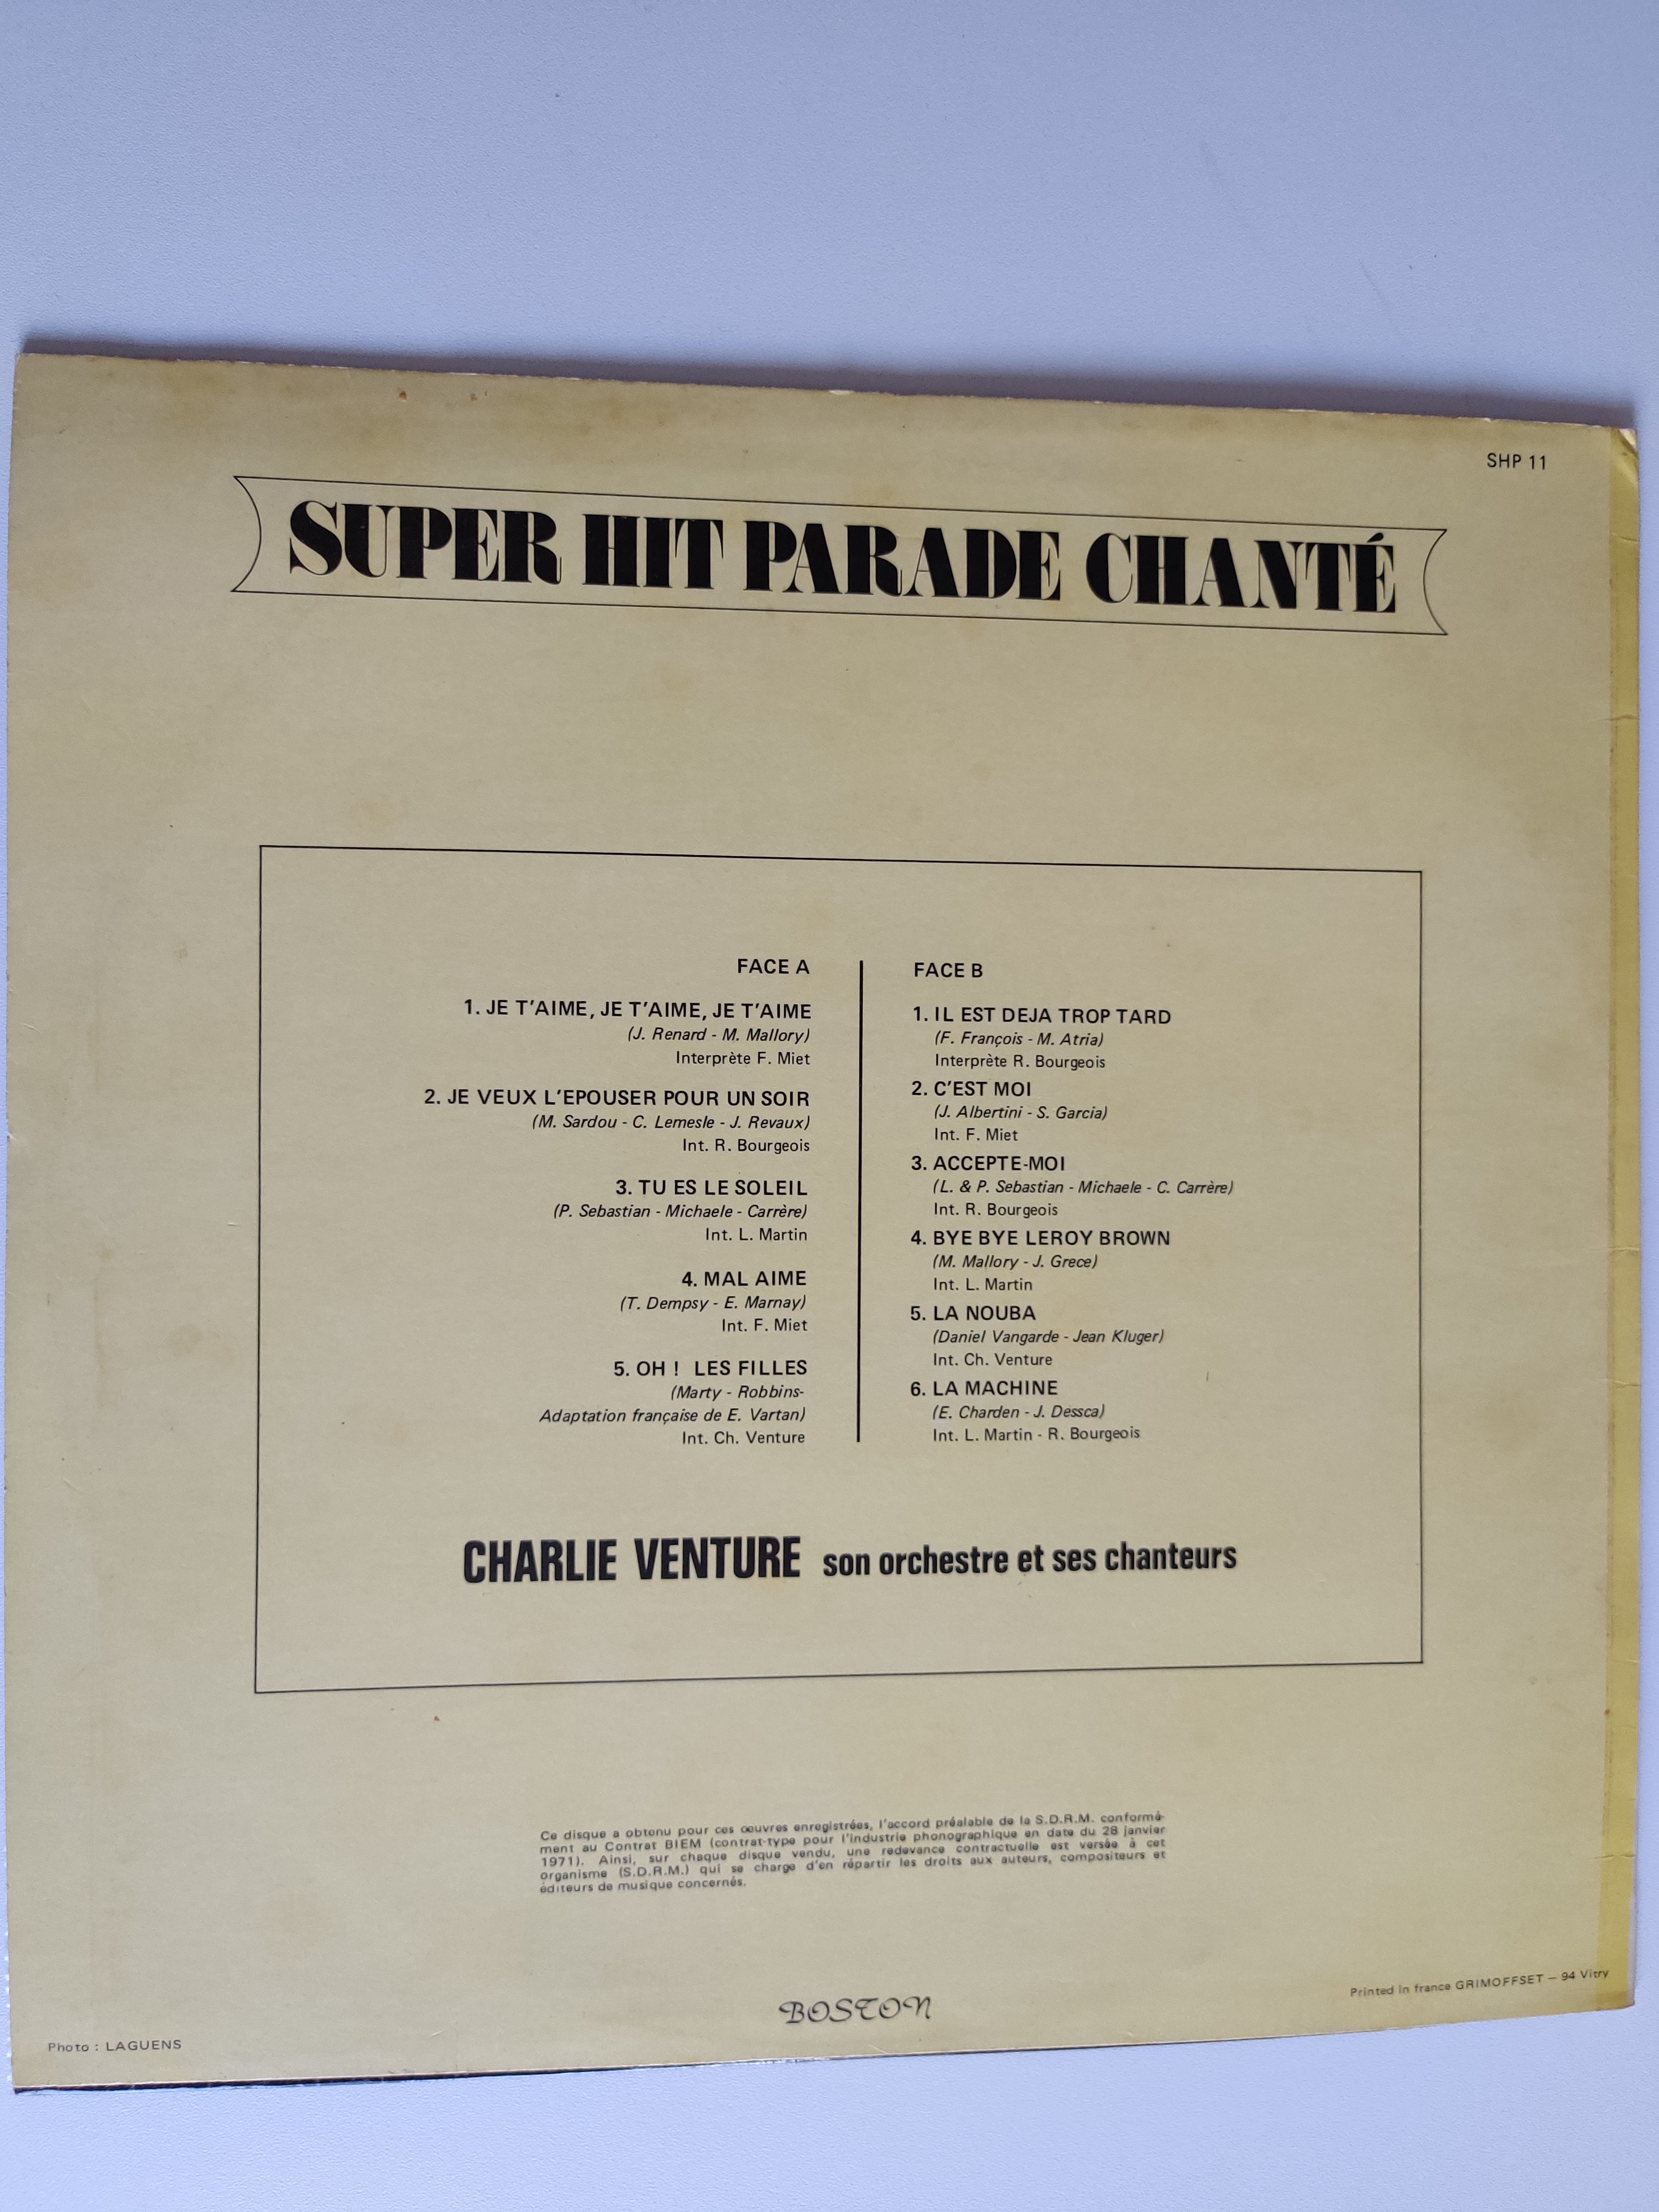 SHP 11
SUPER HIT PARADE CHANTÉ
FACE A
1. JE T'AIME, JE T'AIME, JE T'AIME
(J. Renard - M. Mallory)
Interprète F. Miet
2. JE VEUX L'EPOUSER POUR UN SOIR
(M. Sardou - C. Lemesle - J. Revaux)
Int. R. Bourgeois
3. TU ES LE SOLEIL
(P. Sebastian - Michaele - Carrère)
Int. L. Martin
4. MAL AIME
(T. Dempsy - E. Marnay)
Int. F. Miet
5. OH ! LES FILLES
(Marty - Robbins-
Adaptation française de E. Vartan)
Int. Ch. Venture
FACE B
1. IL EST DEJA TROP TARD
(F. François - M. Atria)
Interprète R. Bourgeois
2. C'EST MOI
(J. Albertini - S. Garcia)
Int. F. Miet
3. ACCEPTE-MOI
(L. & P. Sebastian - Michaele - C. Carrère)
Int. R. Bourgeois
4. BYE BYE LEROY BROWN
(M. Mallory - J. Grece)
Int. L. Martin
5. LA NOUBA
(Daniel Vangarde - Jean Kluger)
Int. Ch. Venture
6. LA MACHINE
(E. Charden - J. Dessca)
Int. L. Martin - R. Bourgeois
CHARLIE VENTURE son orchestre et ses chanteurs
Ce disque a obtenu pour ces œuvres enregistrées, l'accord préalable de la S.D.R.M. conformé-
ment au Contrat BIEM (contrat-type pour l'industrie phonographique en date du 28 janvier
1971). Ainsi, sur chaque disque vendu, une redevance contractuelle est versée à cet
organisme (S.D.R.M.) qui se charge d'en répartir les droits aux auteurs, compositeurs et
éditeurs de musique concernés.
Printed in france GRIMOFFSET – 94 Vitry
BOSTON
Photo : LAGUENS